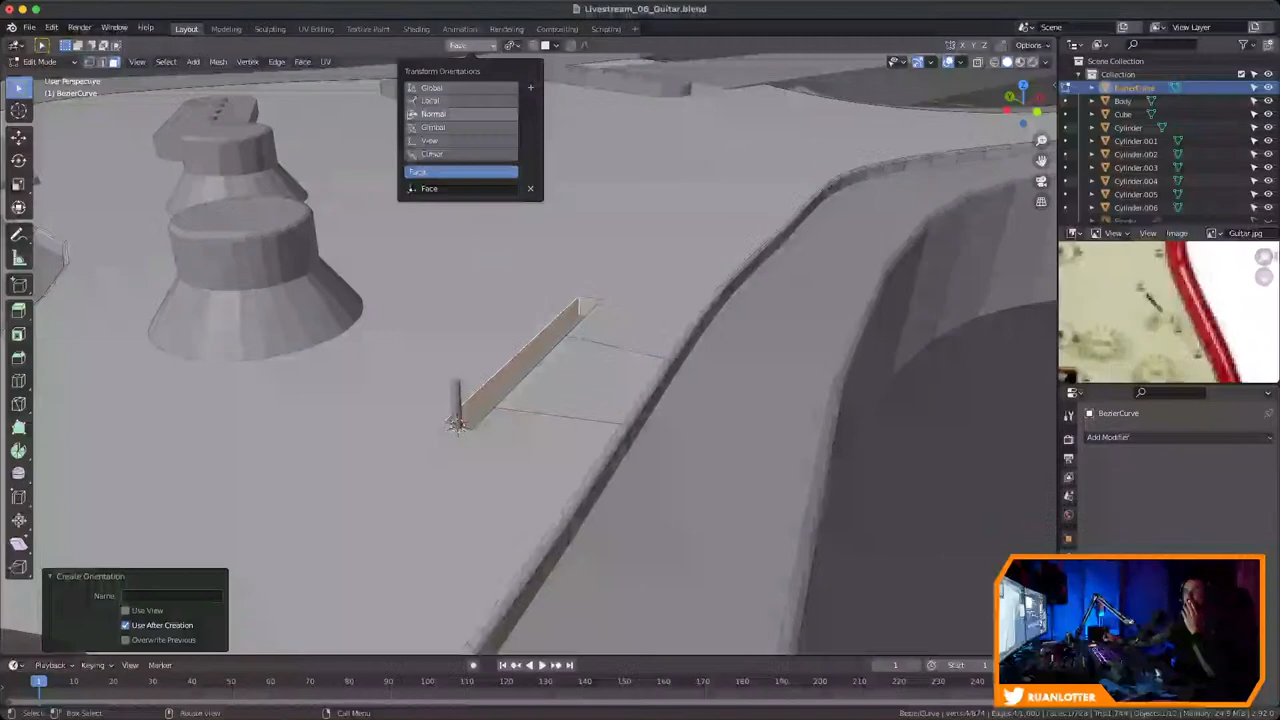 Livestream_06_Guitar.blend
File Edit Render Window Help
Layout Modeling Sculpting UV Editing Texture Paint Shading Animation Rendering Compositing Scripting +
Scene
View Layer
Face
X Y Z
Options
Edit Mode
View Select Add Mesh Vertex Edge Face UV
User Perspective
(1) BezierCurve
Transform Orientations
Global
Local
Normal
Gimbal
View
Cursor
Face
Face
Scene Collection
Collection
BezierCurve
Body
Cube
Cylinder
Cylinder.001
Cylinder.002
Cylinder.003
Cylinder.004
Cylinder.005
Cylinder.006
View View Image Guitar.jpg
BezierCurve
Add Modifier
Create Orientation
Name
Use View
Use After Creation
Overwrite Previous
Playback Keying View Marker
1
Start 1
1 10 20 30 40 50 60 70 80 90 100 110 120 130 140 150 160 170 180 190 200 210 220 230 240
Select Box Select Rotate View Call Menu
RUANLOTTER